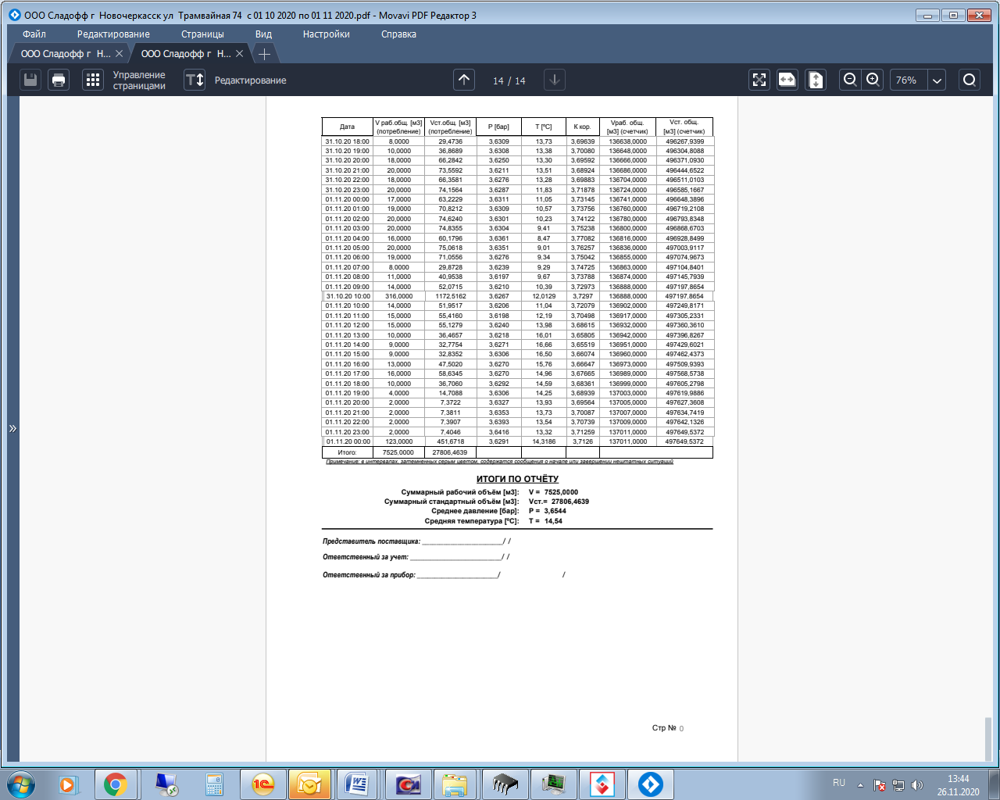 ООО Сладофф г  Новочеркасск ул  Трамвайная 74  с 01 10 2020 по 01 11 2020.pdf - Movavi PDF Редактор 3
Файл Редактирование Страницы Вид Настройки Справка
ООО Сладофф г  Н... ООО Сладофф г  Н...
Управление страницами Редактирование 14 / 14 76%
Дата V раб.общ. [м3] (потребление) Vст.общ. [м3] (потребление) P [бар] T [ºC] К кор. Vраб. общ. [м3] (счетчик) Vст. общ. [м3] (счетчик)
31.10.20 18:00 8,0000 29,4736 3,6309 13,73 3,69639 136638,0000 496267,9399
31.10.20 19:00 10,0000 36,8689 3,6308 13,38 3,70080 136648,0000 496304,8088
31.10.20 20:00 18,0000 66,2842 3,6250 13,30 3,69592 136666,0000 496371,0930
31.10.20 21:00 20,0000 73,5592 3,6211 13,51 3,68924 136686,0000 496444,6522
31.10.20 22:00 18,0000 66,3581 3,6276 13,28 3,69883 136704,0000 496511,0103
31.10.20 23:00 20,0000 74,1564 3,6287 11,83 3,71878 136724,0000 496585,1667
01.11.20 00:00 17,0000 63,2229 3,6311 11,05 3,73145 136741,0000 496648,3896
01.11.20 01:00 19,0000 70,8212 3,6309 10,57 3,73756 136760,0000 496719,2108
01.11.20 02:00 20,0000 74,6240 3,6301 10,23 3,74122 136780,0000 496793,8348
01.11.20 03:00 20,0000 74,8355 3,6304 9,41 3,75238 136800,0000 496868,6703
01.11.20 04:00 16,0000 60,1796 3,6361 8,47 3,77082 136816,0000 496928,8499
01.11.20 05:00 20,0000 75,0618 3,6351 9,01 3,76257 136836,0000 497003,9117
01.11.20 06:00 19,0000 71,0556 3,6276 9,34 3,75042 136855,0000 497074,9673
01.11.20 07:00 8,0000 29,8728 3,6239 9,29 3,74725 136863,0000 497104,8401
01.11.20 08:00 11,0000 40,9538 3,6197 9,67 3,73788 136874,0000 497145,7939
01.11.20 09:00 14,0000 52,0715 3,6210 10,39 3,72973 136888,0000 497197,8654
31.10.20 10:00 316,0000 1172,5162 3,6267 12,0129 3,7297 136888,0000 497197,8654
01.11.20 10:00 14,0000 51,9517 3,6206 11,04 3,72079 136902,0000 497249,8171
01.11.20 11:00 15,0000 55,4160 3,6198 12,19 3,70498 136917,0000 497305,2331
01.11.20 12:00 15,0000 55,1279 3,6240 13,98 3,68615 136932,0000 497360,3610
01.11.20 13:00 10,0000 36,4657 3,6218 16,01 3,65805 136942,0000 497396,8267
01.11.20 14:00 9,0000 32,7754 3,6271 16,66 3,65519 136951,0000 497429,6021
01.11.20 15:00 9,0000 32,8352 3,6306 16,50 3,66074 136960,0000 497462,4373
01.11.20 16:00 13,0000 47,5020 3,6270 15,76 3,66647 136973,0000 497509,9393
01.11.20 17:00 16,0000 58,6345 3,6270 14,96 3,67665 136989,0000 497568,5738
01.11.20 18:00 10,0000 36,7060 3,6292 14,59 3,68361 136999,0000 497605,2798
01.11.20 19:00 4,0000 14,7088 3,6306 14,25 3,68939 137003,0000 497619,9886
01.11.20 20:00 2,0000 7,3722 3,6327 13,93 3,69564 137005,0000 497627,3608
01.11.20 21:00 2,0000 7,3811 3,6353 13,73 3,70087 137007,0000 497634,7419
01.11.20 22:00 2,0000 7,3907 3,6393 13,54 3,70739 137009,0000 497642,1326
01.11.20 23:00 2,0000 7,4046 3,6416 13,32 3,71259 137011,0000 497649,5372
01.11.20 00:00 123,0000 451,6718 3,6291 14,3186 3,7126 137011,0000 497649,5372
Итого: 7525,0000 27806,4639
Примечание: в интервалах, затемненных серым цветом, содержатся сообщения о начале или завершении нештатных ситуаций
ИТОГИ ПО ОТЧЁТУ
Суммарный рабочий объём [м3]: V = 7525,0000
Суммарный стандартный объём [м3]: Vст.= 27806,4639
Среднее давление [бар]: P = 3,6544
Средняя температура [ºC]: T = 14,54
Представитель поставщика: ______________________/ /
Ответственный за учет: _________________________/ /
Ответственный за прибор: ______________________/ /
Стр № 0
RU 13:44
26.11.2020